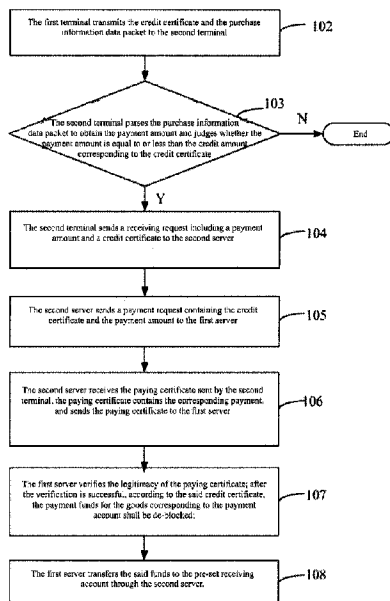 The first terminal transmits the credit certificate and the purchase
information data packet to the second terminal
102
103
The second terminal parses the purchase information
data packet to obtain the payment amount and judges whether the
payment amount is equal to or less than the credit amount
corresponding to the credit certificate
N
End
Y
The second terminal sends a receiving request including a payment
amount and a credit certificate to the second server
104
The second server sends a payment request containing the credit
certificate and the payment amount to the first server
105
The second server receives the paying certificate sent by the second
terminal, the paying certificate contains the corresponding payment,
and sends the paying certificate to the first server
106
The first server verifies the legitimacy of the paying certificate; after
the verification is successful, according to the said credit certificate,
the payment funds for the goods corresponding to the payment
account shall be de-blocked;
107
The first server transfers the said funds to the pre-set receiving
account through the second server.
108